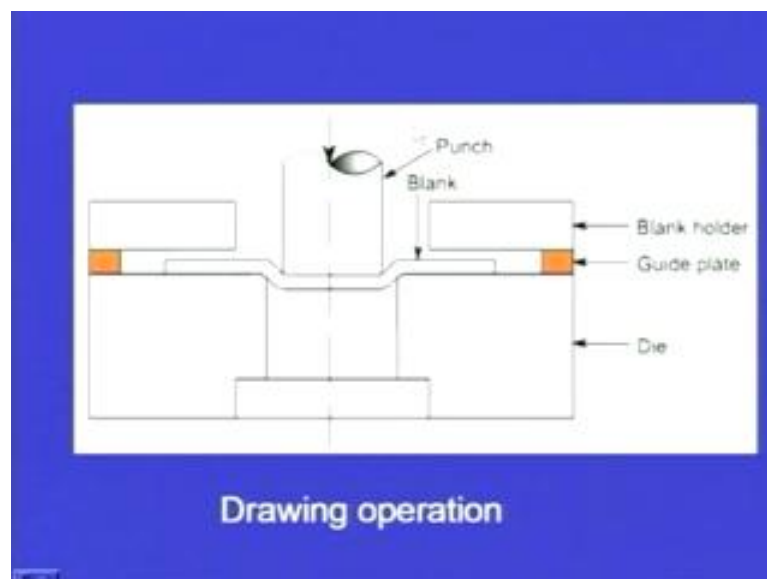 Punch
Blank
Blank holder
Guide plate
Die
Drawing operation